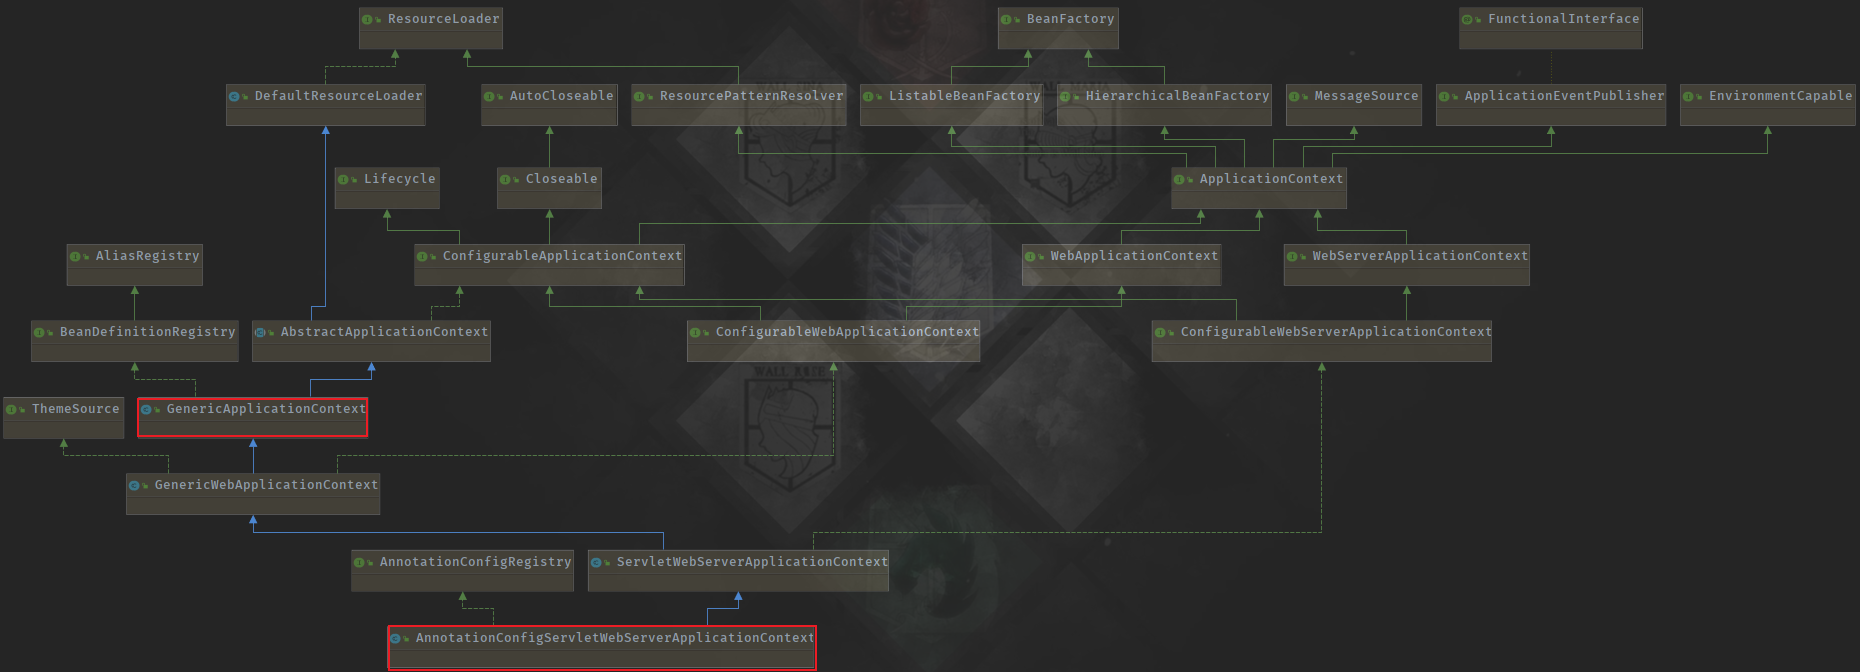 ResourceLoader
BeanFactory
FunctionalInterface
DefaultResourceLoader
AutoCloseable
ResourcePatternResolver
ListableBeanFactory
HierarchicalBeanFactory
MessageSource
ApplicationEventPublisher
EnvironmentCapable
Lifecycle
Closeable
ApplicationContext
AliasRegistry
ConfigurableApplicationContext
WebApplicationContext
WebServerApplicationContext
BeanDefinitionRegistry
AbstractApplicationContext
ConfigurableWebApplicationContext
ConfigurableWebServerApplicationContext
ThemeSource
GenericApplicationContext
GenericWebApplicationContext
AnnotationConfigRegistry
ServletWebServerApplicationContext
AnnotationConfigServletWebServerApplicationContext